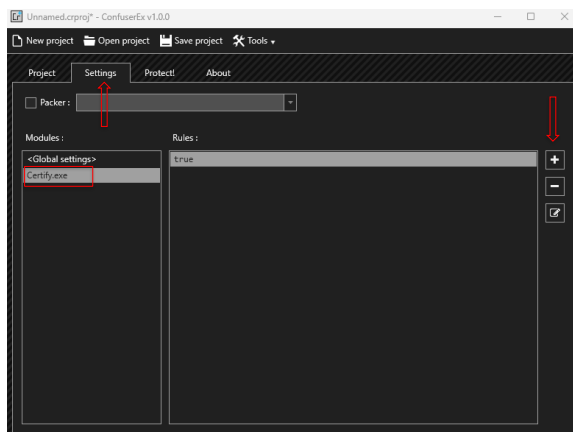 Unnamed.crproj* - ConfuserEx v1.0.0
New project Open project Save project Tools
Project Settings Protect! About
Packer :
Modules : Rules :
<Global settings> true
Certify.exe